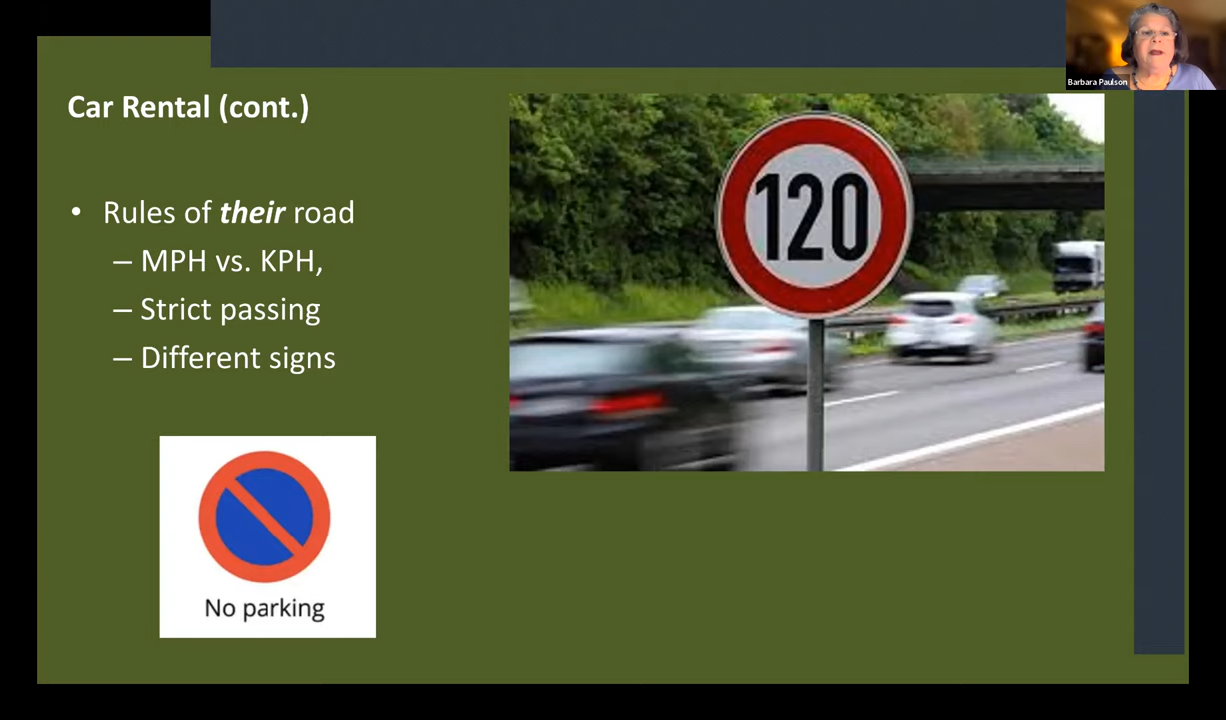 Car Rental (cont.)
• Rules of their road
– MPH vs. KPH,
– Strict passing
– Different signs
No parking
120
Barbara Paulson